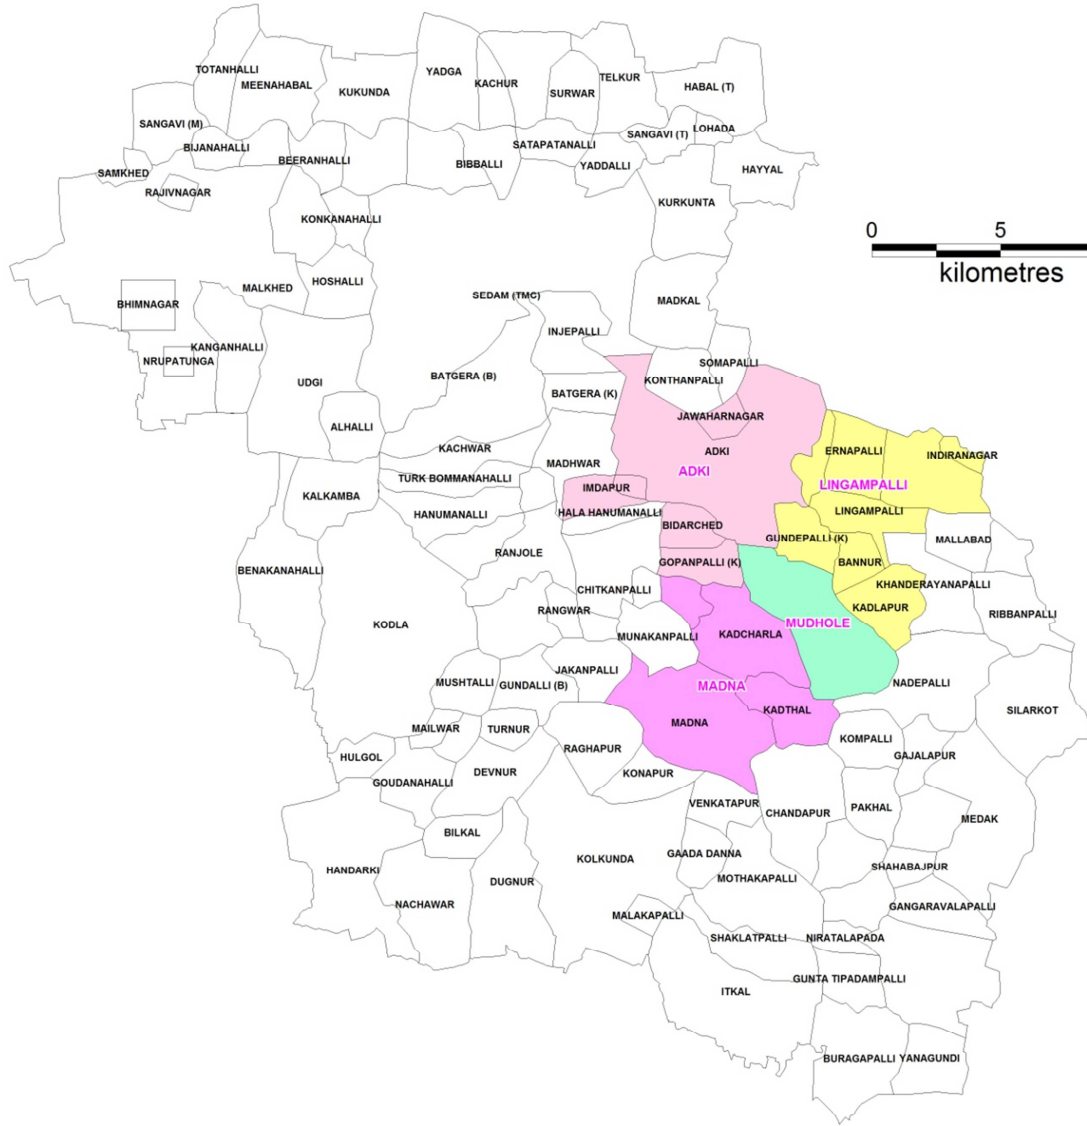 TOTANHALLI
MEENAHABAL
KUKUNDA
YADGA
KACHUR
SURWAR
TELKUR
HABAL (T)
SANGAVI (M)
BIJANAHALLI
BEERANHALLI
BIBBALLI
SATAPATANALLI
YADDALLI
SANGAVI (T)
LOHADA
HAYYAL
SAMKHED
RAJIVNAGAR
KONKANAHALLI
KURKUNTA
0 5
kilometres
BHIMNAGAR
MALKHED
HOSHALLI
SEDAM (TMC)
MADKAL
INJEPALLI
NRUPATUNGA
KANGANHALLI
UDGI
BATGERA (B)
BATGERA (K)
KONTHANPALLI
SOMAPALLI
ALHALLI
JAWAHARNAGAR
KACHWAR
MADHWAR
ADKI
ADKI
ERNAPALLI
INDIRANAGAR
LINGAMPALLI
LINGAMPALLI
KALKAMBA
TURK BOMMANAHALLI
IMDAPUR
HANUMANALLI
HALA HANUMANALLI
BIDARCHED
GUNDEPALLI (K)
MALLABAD
BENAKANAHALLI
RANJOLE
GOPANPALLI (K)
BANNUR
CHITKANPALLI
KHANDERAYANAPALLI
KADLAPUR
RIBBANPALLI
KODLA
RANGWAR
MUNAKANPALLI
KADCHARLA
MUDHOLE
MUSHTALLI
GUNDALLI (B)
JAKANPALLI
MADNA
NADEPALLI
MAILWAR
TURNUR
MADNA
KADTHAL
SILARKOT
HULGOL
GOUDANAHALLI
DEVNUR
RAGHAPUR
KONAPUR
KOMPALLI
GAJALAPUR
BILKAL
VENKATAPUR
CHANDAPUR
PAKHAL
MEDAK
HANDARKI
NACHAWAR
DUGNUR
KOLKUNDA
GAADA DANNA
MOTHAKAPALLI
SHAHABAJPUR
MALAKAPALLI
GANGARAVALAPALLI
SHAKLATPALLI
NIRATALAPADA
ITKAL
GUNTA TIPADAMPALLI
BURAGAPALLI
YANAGUNDI